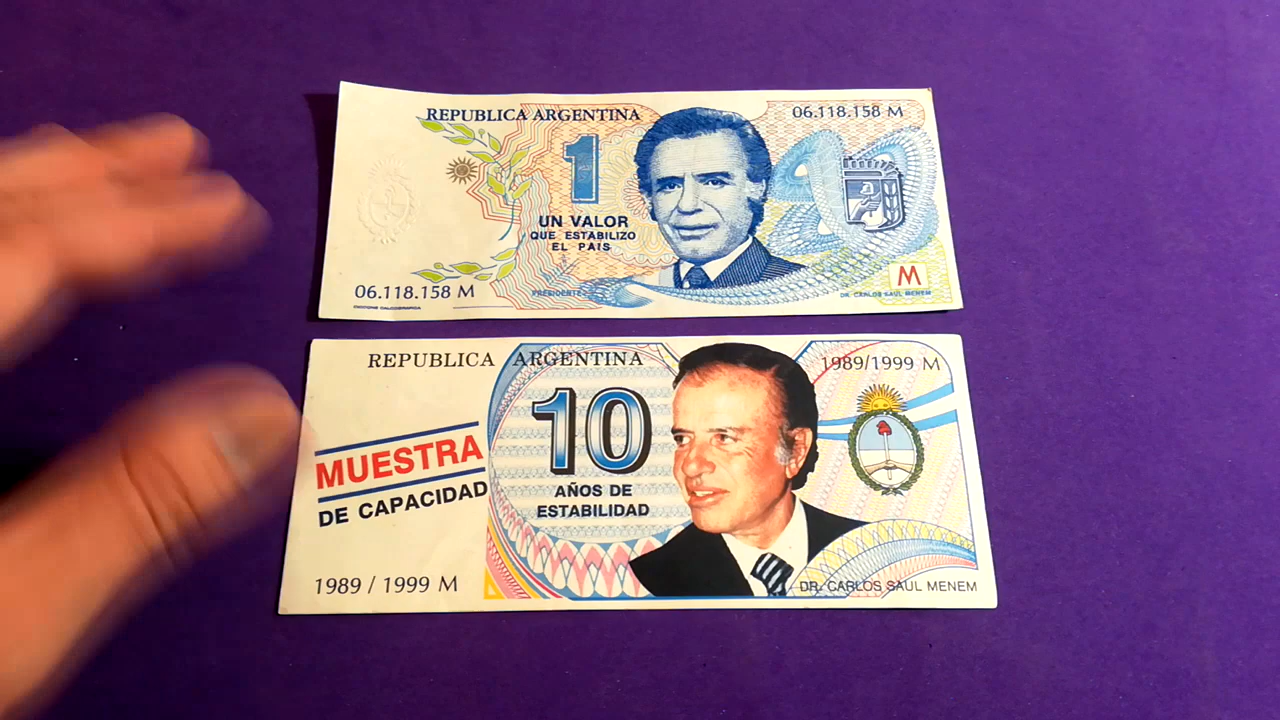 REPUBLICA ARGENTINA
06.118.158 M
1
UN VALOR
QUE ESTABILIZO
EL PAIS
06.118.158 M
PRESIDENTE
M
DR. CARLOS SAUL MENEM
REPUBLICA ARGENTINA
1989/1999 M
10
MUESTRA
DE CAPACIDAD
AÑOS DE
ESTABILIDAD
1989 / 1999 M
DR. CARLOS SAUL MENEM